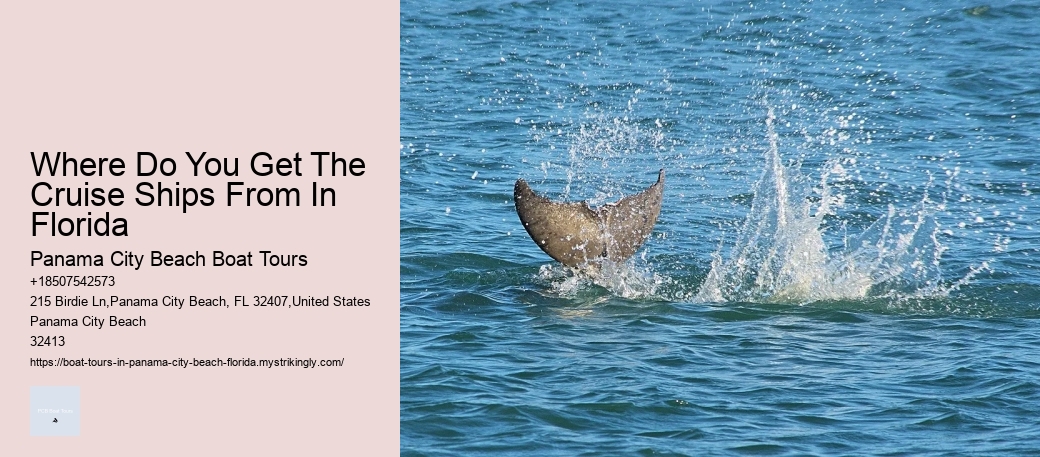 Where Do You Get The
Cruise Ships From In
Florida
Panama City Beach Boat Tours
+18507542573
215 Birdie Ln,Panama City Beach, FL 32407,United States
Panama City Beach
32413
https://boat-tours-in-panama-city-beach-florida.mystrikingly.com/